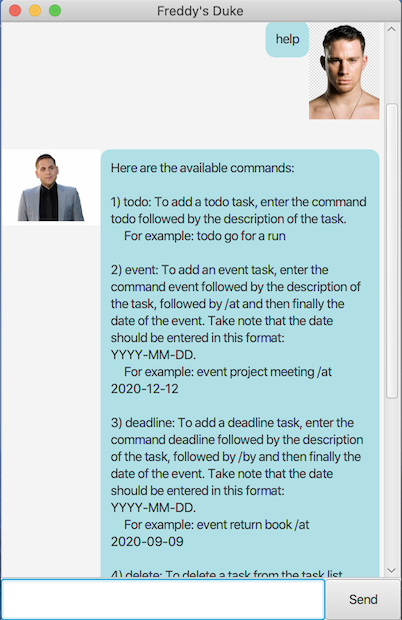 Freddy's Duke
help
Here are the available commands:
1) todo: To add a todo task, enter the command
todo followed by the description of the task.
For example: todo go for a run
2) event: To add an event task, enter the
command event followed by the description of
the task, followed by /at and then finally the
date of the event. Take note that the date
should be entered in this format:
YYYY-MM-DD.
For example: event project meeting /at
2020-12-12
3) deadline: To add a deadline task, enter the
command deadline followed by the description
of the task, followed by /by and then finally the
date of the event. Take note that the date
should be entered in this format:
YYYY-MM-DD.
For example: event return book /at
2020-09-09
4) delete: To delete a task from the task list
Send